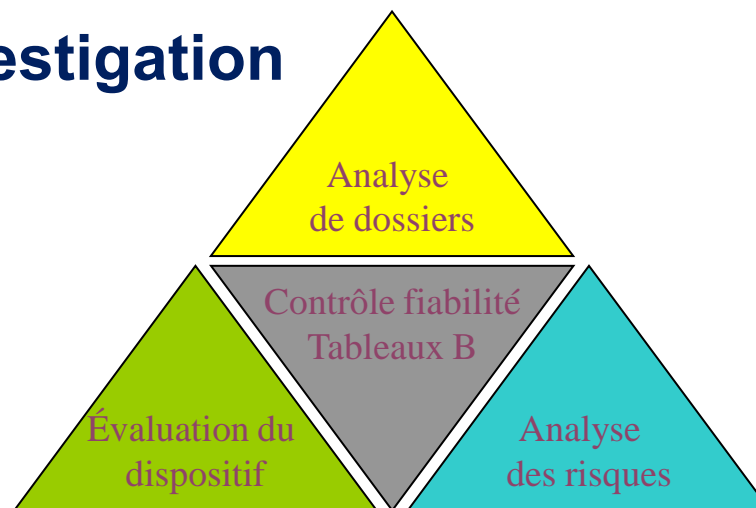 estigation
Analyse
de dossiers
Contrôle fiabilité
Tableaux B
Évaluation du
dispositif
Analyse
des risques